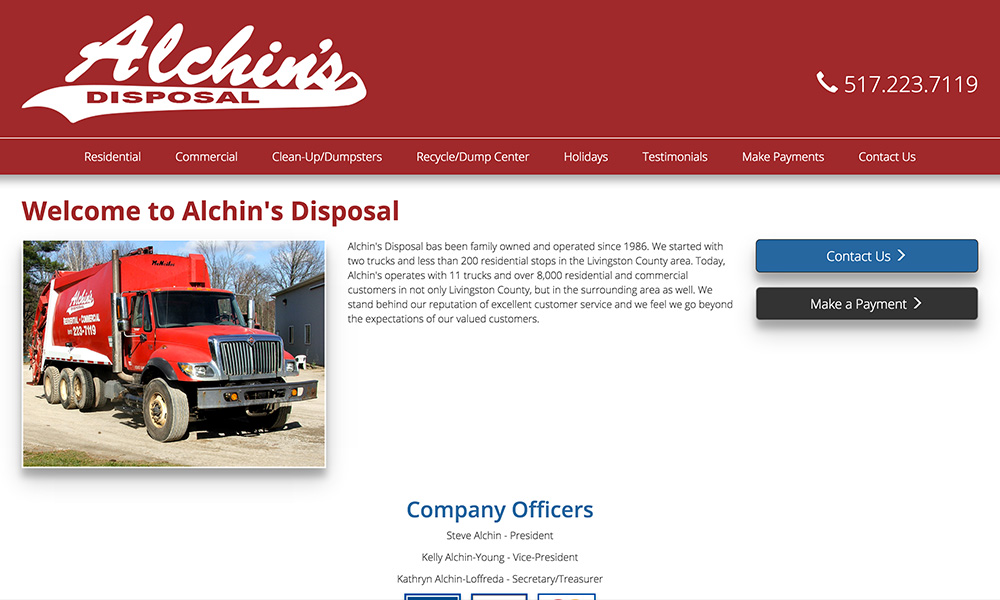 Alchin's
DISPOSAL
517.223.7119
Residential Commercial Clean-Up/Dumpsters Recycle/Dump Center Holidays Testimonials Make Payments Contact Us
Welcome to Alchin's Disposal
Alchin's
RESIDENTIAL - COMMERCIAL
223-7119
Alchin's Disposal has been family owned and operated since 1986. We started with
two trucks and less than 200 residential stops in the Livingston County area. Today,
Alchin's operates with 11 trucks and over 8,000 residential and commercial
customers in not only Livingston County, but in the surrounding area as well. We
stand behind our reputation of excellent customer service and we feel we go beyond
the expectations of our valued customers.
Contact Us
Make a Payment
Company Officers
Steve Alchin - President
Kelly Alchin-Young - Vice-President
Kathryn Alchin-Loffreda - Secretary/Treasurer